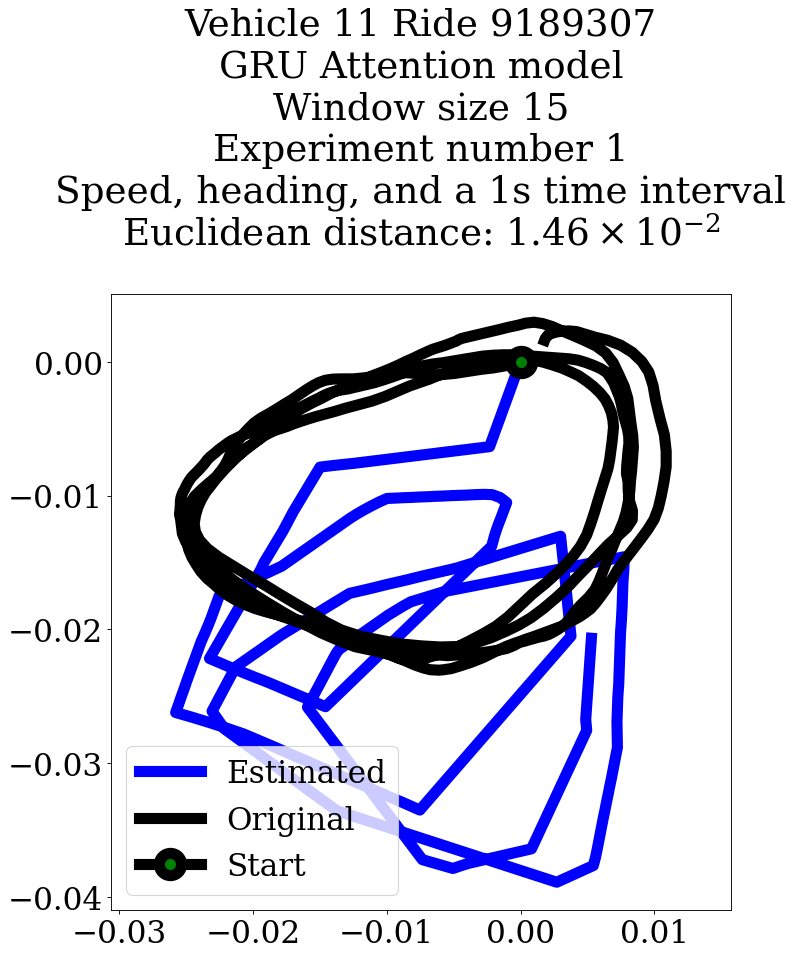 Vehicle 11 Ride 9189307
GRU Attention model
Window size 15
Experiment number 1
Speed, heading, and a 1s time interval
Euclidean distance: 1.46 × 10⁻²
0.00
−0.01
−0.02
−0.03
−0.04
Estimated
Original
Start
−0.03 −0.02 −0.01 0.00 0.01